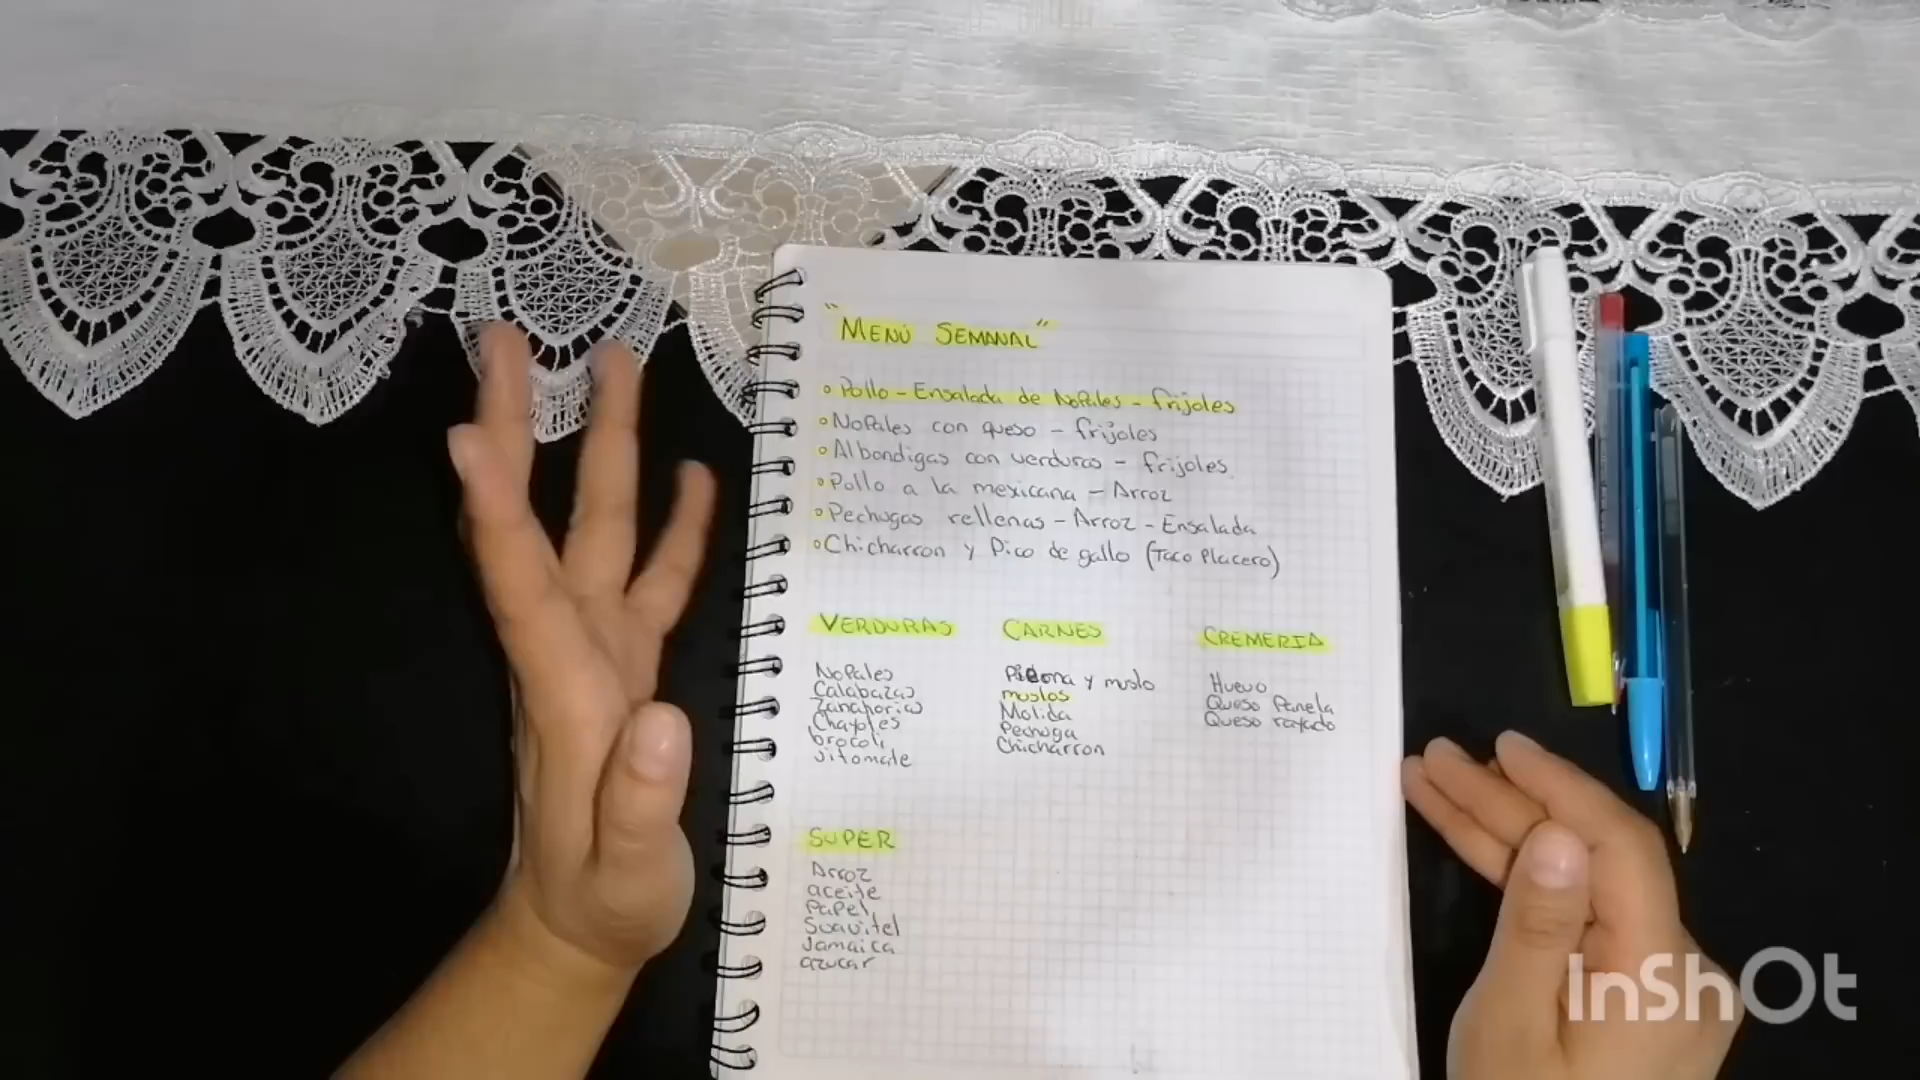 "MENÚ SEMANAL"
Pollo - Ensalada de Nopales - frijoles
Nopales con queso - frijoles
Albondigas con verduras - frijoles.
Pollo a la mexicana - Arroz
Pechugas rellenas - Arroz - Ensalada
Chicharron y Pico de gallo (Taco Placero)
VERDURAS
Nopales
Calabazas
Zanahorias
Chayotes
brocoli
Jitomate
CARNES
y muslo
muslos
Molida
Pechuga
Chicharron
CREMERIA
Huevo
Queso Panela
Queso rayado
SUPER
Arroz
aceite
Papel
Suavitel
Jamaica
azucar
InShOt